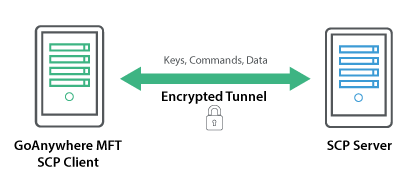 Keys, Commands, Data
Encrypted Tunnel
GoAnywhere MFT
SCP Client
SCP Server